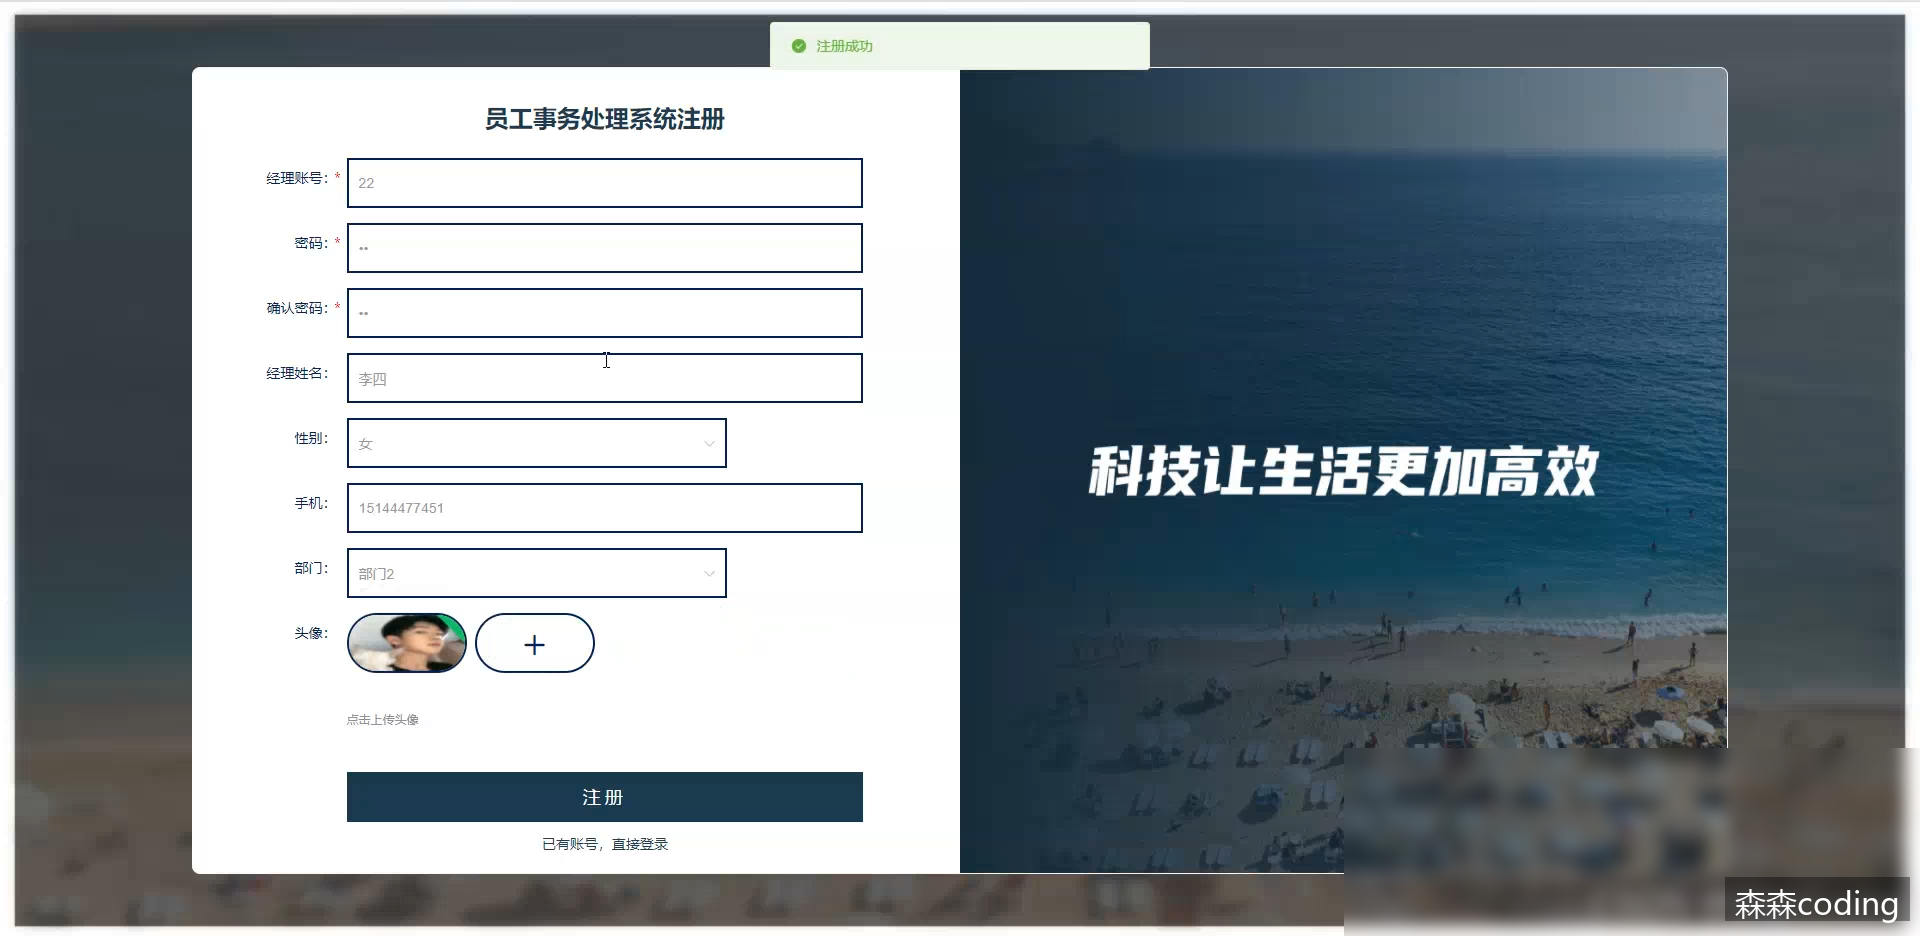 注册成功
员工事务处理系统注册
经理账号：*
22
密码：*
••
确认密码：*
••
经理姓名：
李四
性别：
女
手机：
15144477451
部门：
部门2
头像：
+
点击上传头像
注册
已有账号，直接登录
科技让生活更加高效
森森coding